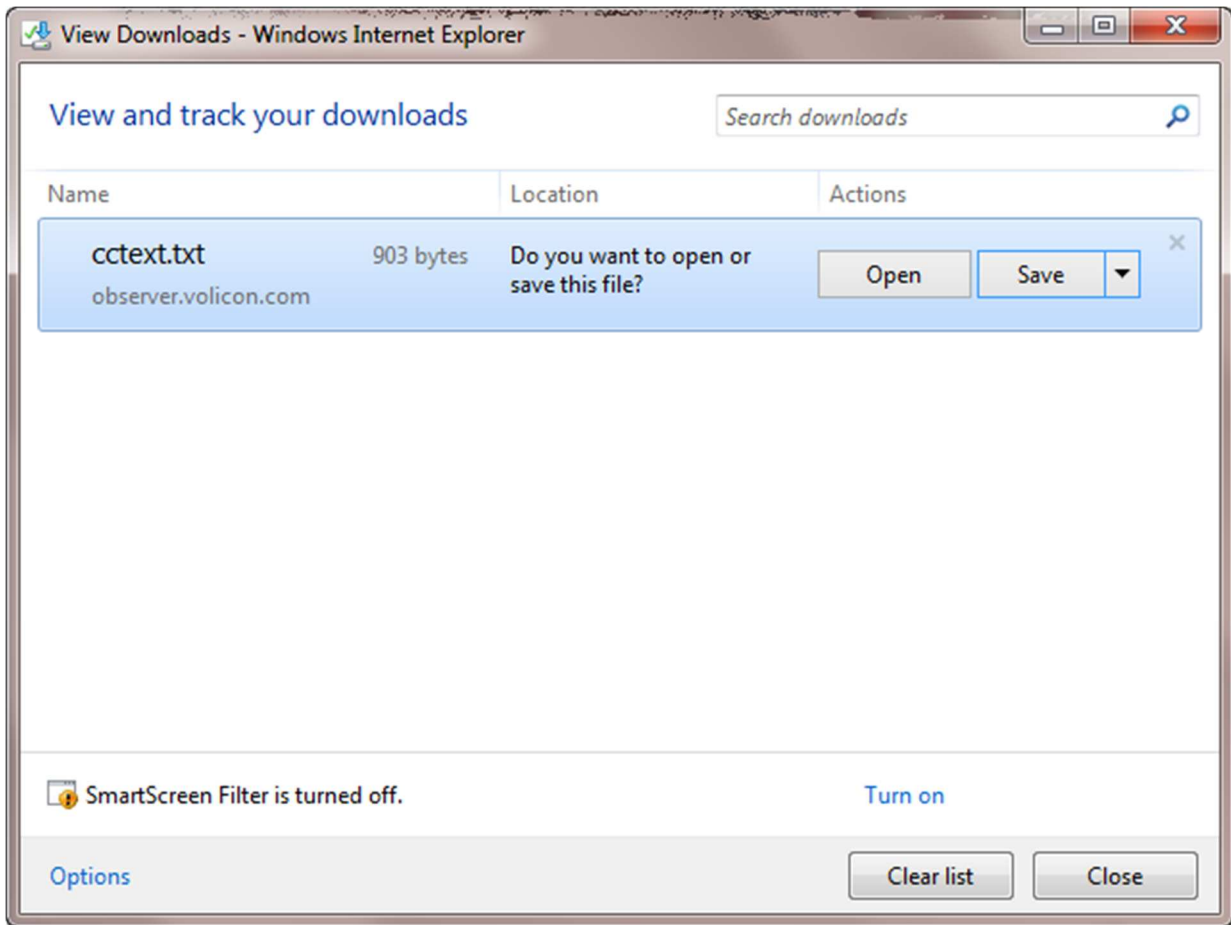 View Downloads - Windows Internet Explorer
View and track your downloads
Search downloads
Name Location Actions
cctext.txt 903 bytes Do you want to open or Open Save
observer.volicon.com save this file?
SmartScreen Filter is turned off. Turn on
Options Clear list Close